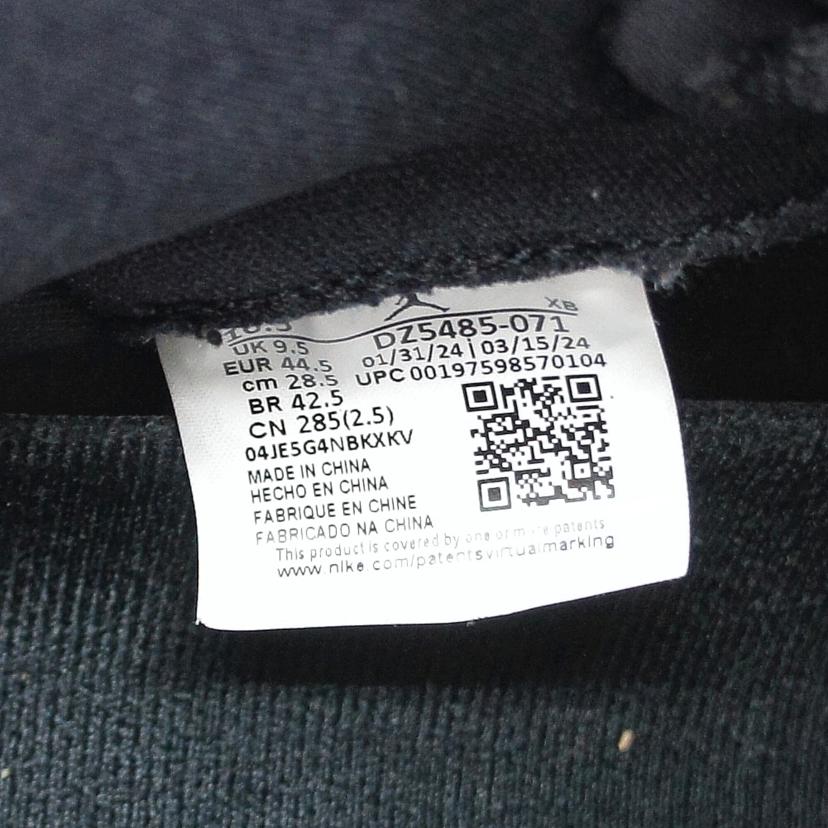 10.5
XB
UK 9.5
DZ5485-071
EUR 44.5
01/31/24 | 03/15/24
cm 28.5
UPC 00197598570104
BR 42.5
CN 285(2.5)
04JE5G4NBKXKV
MADE IN CHINA
HECHO EN CHINA
FABRIQUE EN CHINE
FABRICADO NA CHINA
This product is covered by one or more patents
www.nike.com/patentsvirtualmarking